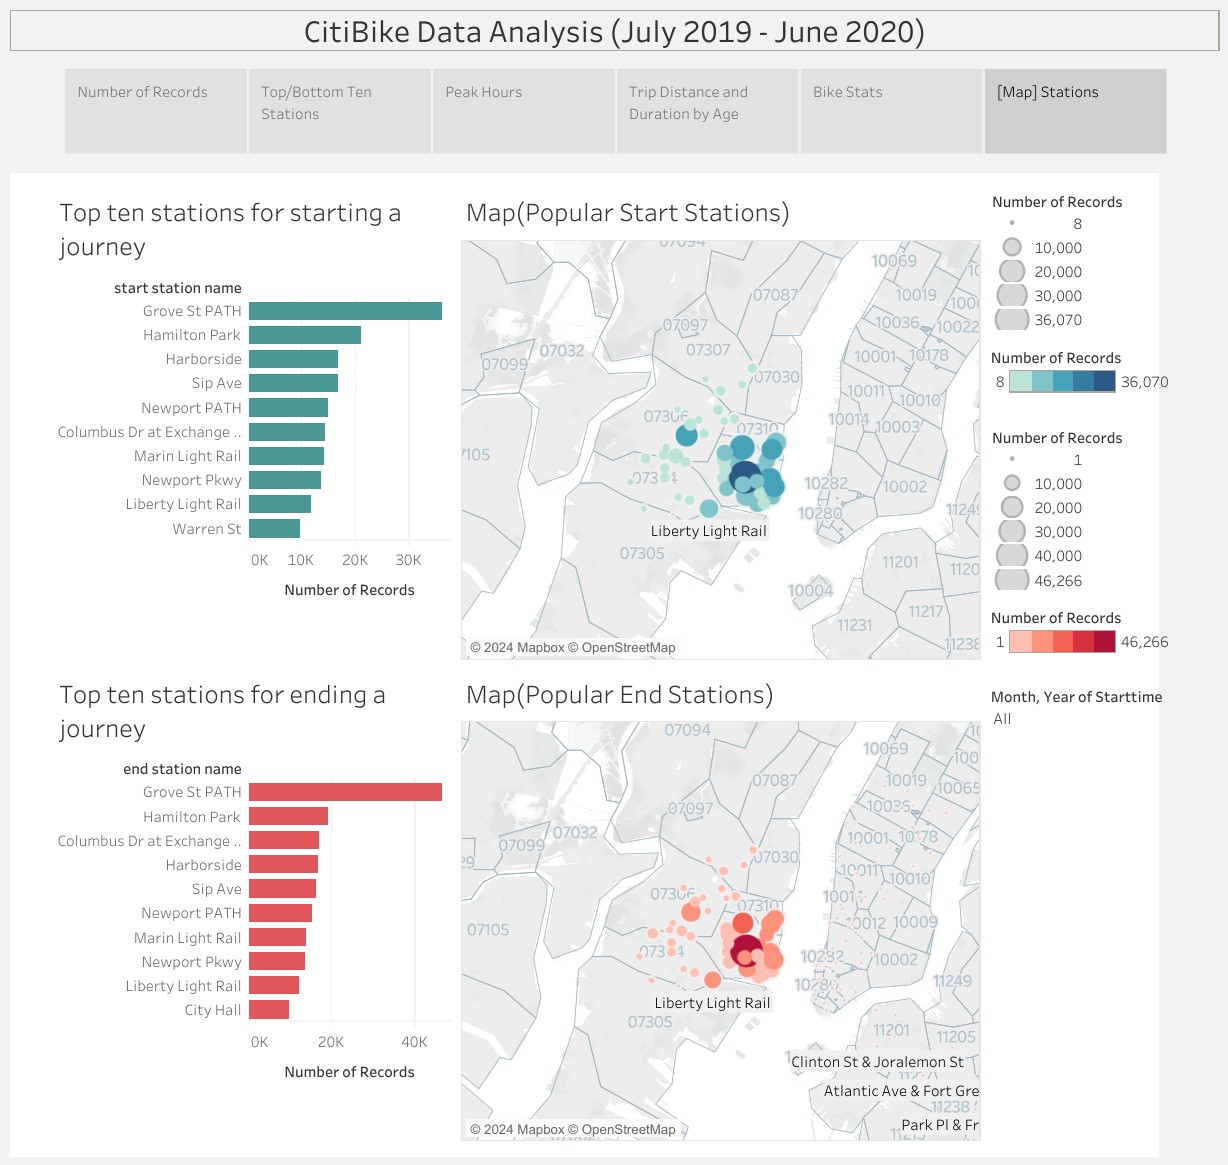 CitiBike Data Analysis (July 2019 - June 2020)
Number of Records
Top/Bottom Ten
Stations
Peak Hours
Trip Distance and
Duration by Age
Bike Stats
[Map] Stations
Top ten stations for starting a
journey
start station name
Grove St PATH
Hamilton Park
Harborside
Sip Ave
Newport PATH
Columbus Dr at Exchange ..
Marin Light Rail
Newport Pkwy
Liberty Light Rail
Warren St
0K 10K 20K 30K
Number of Records
Map(Popular Start Stations)
07094
10069
07087
10019
07097
10036
10022
07032
07307
07099
10001
10178
07030
10011
10010
07306
10014
10003
07310
07304
10282
10002
10280
Liberty Light Rail
07305
11201
10004
11217
11231
© 2024 Mapbox © OpenStreetMap
Number of Records
8
10,000
20,000
30,000
36,070
Number of Records
8 36,070
Number of Records
1
10,000
20,000
30,000
40,000
46,266
Number of Records
1 46,266
Month, Year of Starttime
All
Top ten stations for ending a
journey
end station name
Grove St PATH
Hamilton Park
Columbus Dr at Exchange ..
Harborside
Sip Ave
Newport PATH
Marin Light Rail
Newport Pkwy
Liberty Light Rail
City Hall
0K 20K 40K
Number of Records
Map(Popular End Stations)
07094
10069
07087
10019
10065
07097
10036
07032
10001
10178
07099
07030
10011
10010
07306
07310
10012
10009
07105
07304
10282
10002
11249
Liberty Light Rail
07305
11201
11205
Clinton St & Joralemon St
Atlantic Ave & Fort Gre
11238
Park Pl & Fr
© 2024 Mapbox © OpenStreetMap